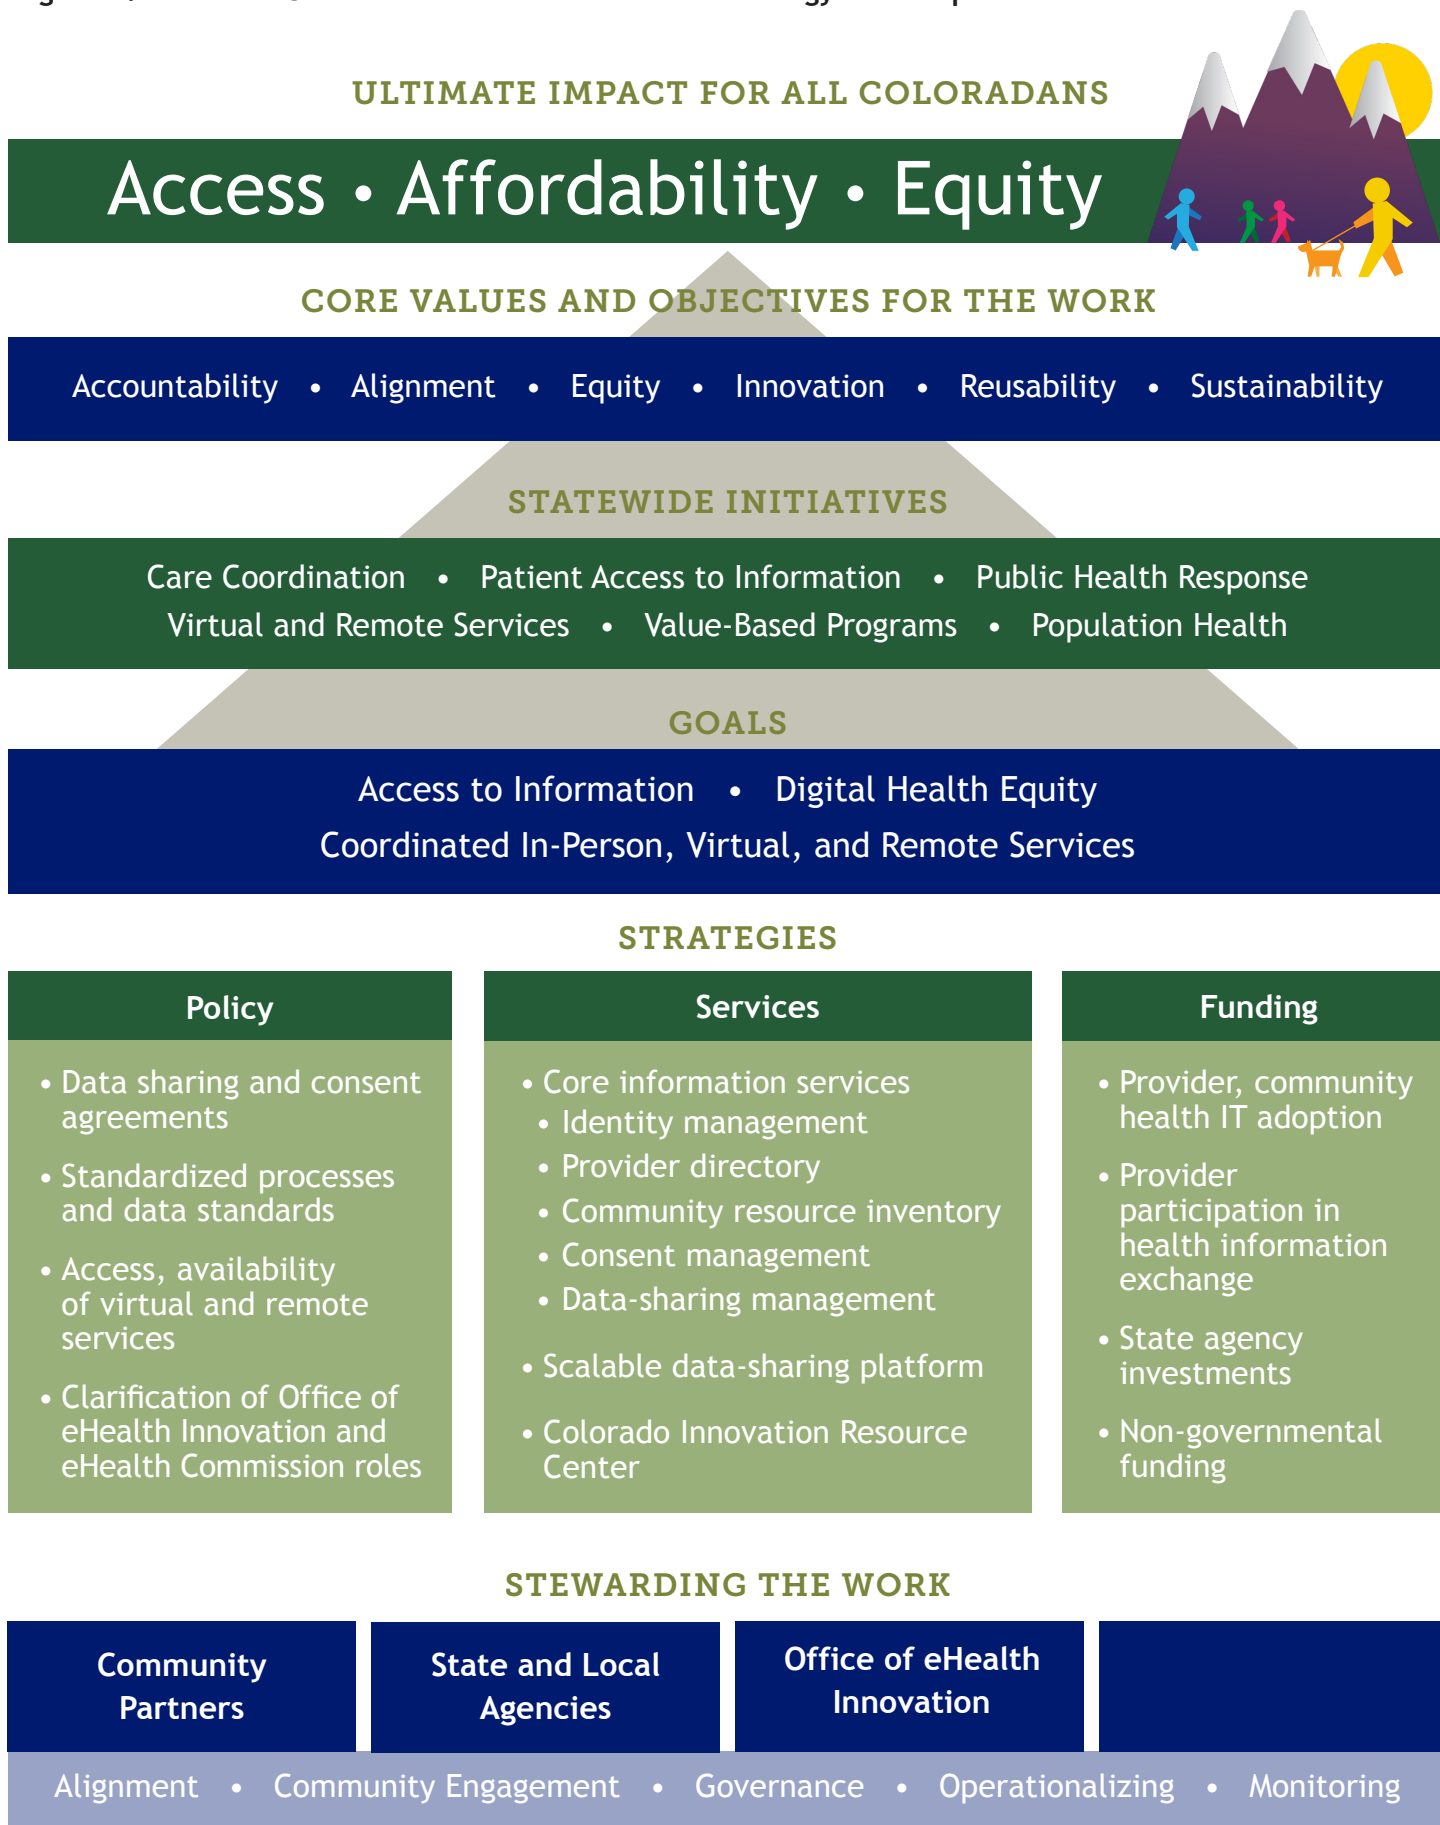 ULTIMATE IMPACT FOR ALL COLORADANS
Access • Affordability • Equity
CORE VALUES AND OBJECTIVES FOR THE WORK
Accountability • Alignment • Equity • Innovation • Reusability • Sustainability
STATEWIDE INITIATIVES
Care Coordination • Patient Access to Information • Public Health Response
Virtual and Remote Services • Value-Based Programs • Population Health
GOALS
Access to Information • Digital Health Equity
Coordinated In-Person, Virtual, and Remote Services
STRATEGIES
Policy
• Data sharing and consent
agreements
• Standardized processes
and data standards
• Access, availability
of virtual and remote
services
• Clarification of Office of
eHealth Innovation and
eHealth Commission roles
Services
• Core information services
• Identity management
• Provider directory
• Community resource inventory
• Consent management
• Data-sharing management
• Scalable data-sharing platform
• Colorado Innovation Resource
Center
Funding
• Provider, community
health IT adoption
• Provider
participation in
health information
exchange
• State agency
investments
• Non-governmental
funding
STEWARDING THE WORK
Community
Partners
State and Local
Agencies
Office of eHealth
Innovation
Alignment • Community Engagement • Governance • Operationalizing • Monitoring